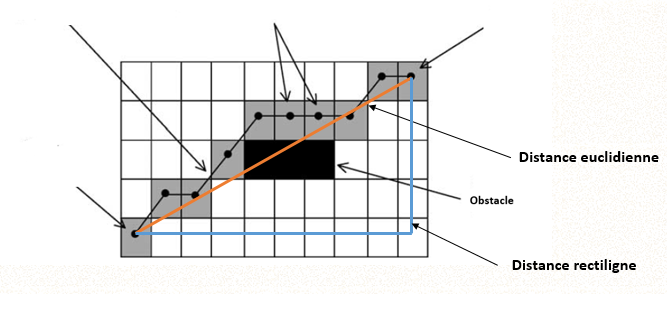 Distance euclidienne
Obstacle
Distance rectiligne